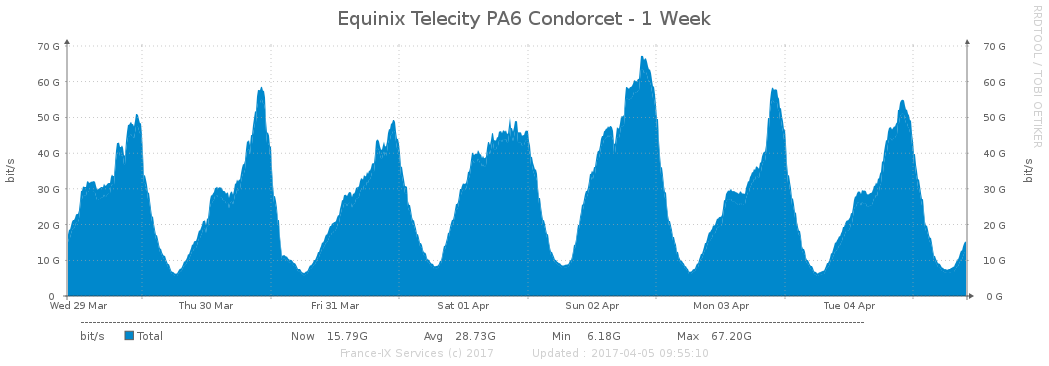 Equinix Telecity PA6 Condorcet - 1 Week
RRDTOOL / TOBI OETIKER
bit/s
bit/s
70 G 70 G
60 G 60 G
50 G 50 G
40 G 40 G
30 G 30 G
20 G 20 G
10 G 10 G
0 0 G
Wed 29 Mar Thu 30 Mar Fri 31 Mar Sat 01 Apr Sun 02 Apr Mon 03 Apr Tue 04 Apr
bit/s Total Now 15.79G Avg 28.73G Min 6.18G Max 67.20G
France-IX Services (c) 2017 Updated : 2017-04-05 09:55:10